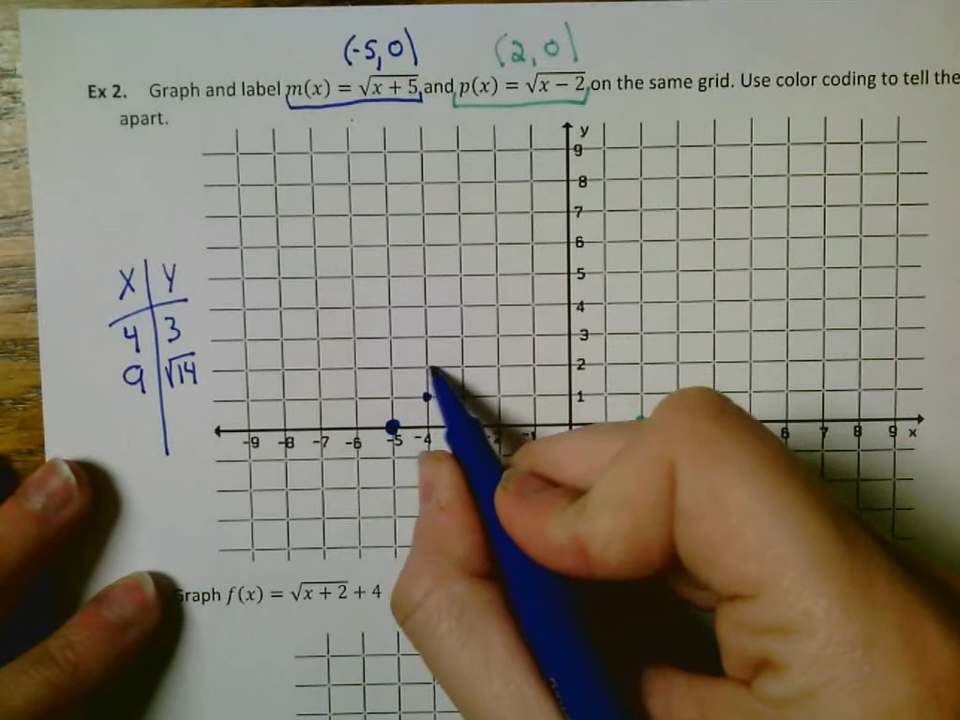 (-5,0) (2,0)
Ex 2. Graph and label m(x) = √x + 5 and p(x) = √x − 2 on the same grid. Use color coding to tell the
apart.
y
9
8
7
6
5
4
3
2
1
-9 -8 -7 -6 -5 -4 -1 6 7 8 9 x
X Y
4 3
9 √14
Graph f(x) = √x + 2 + 4